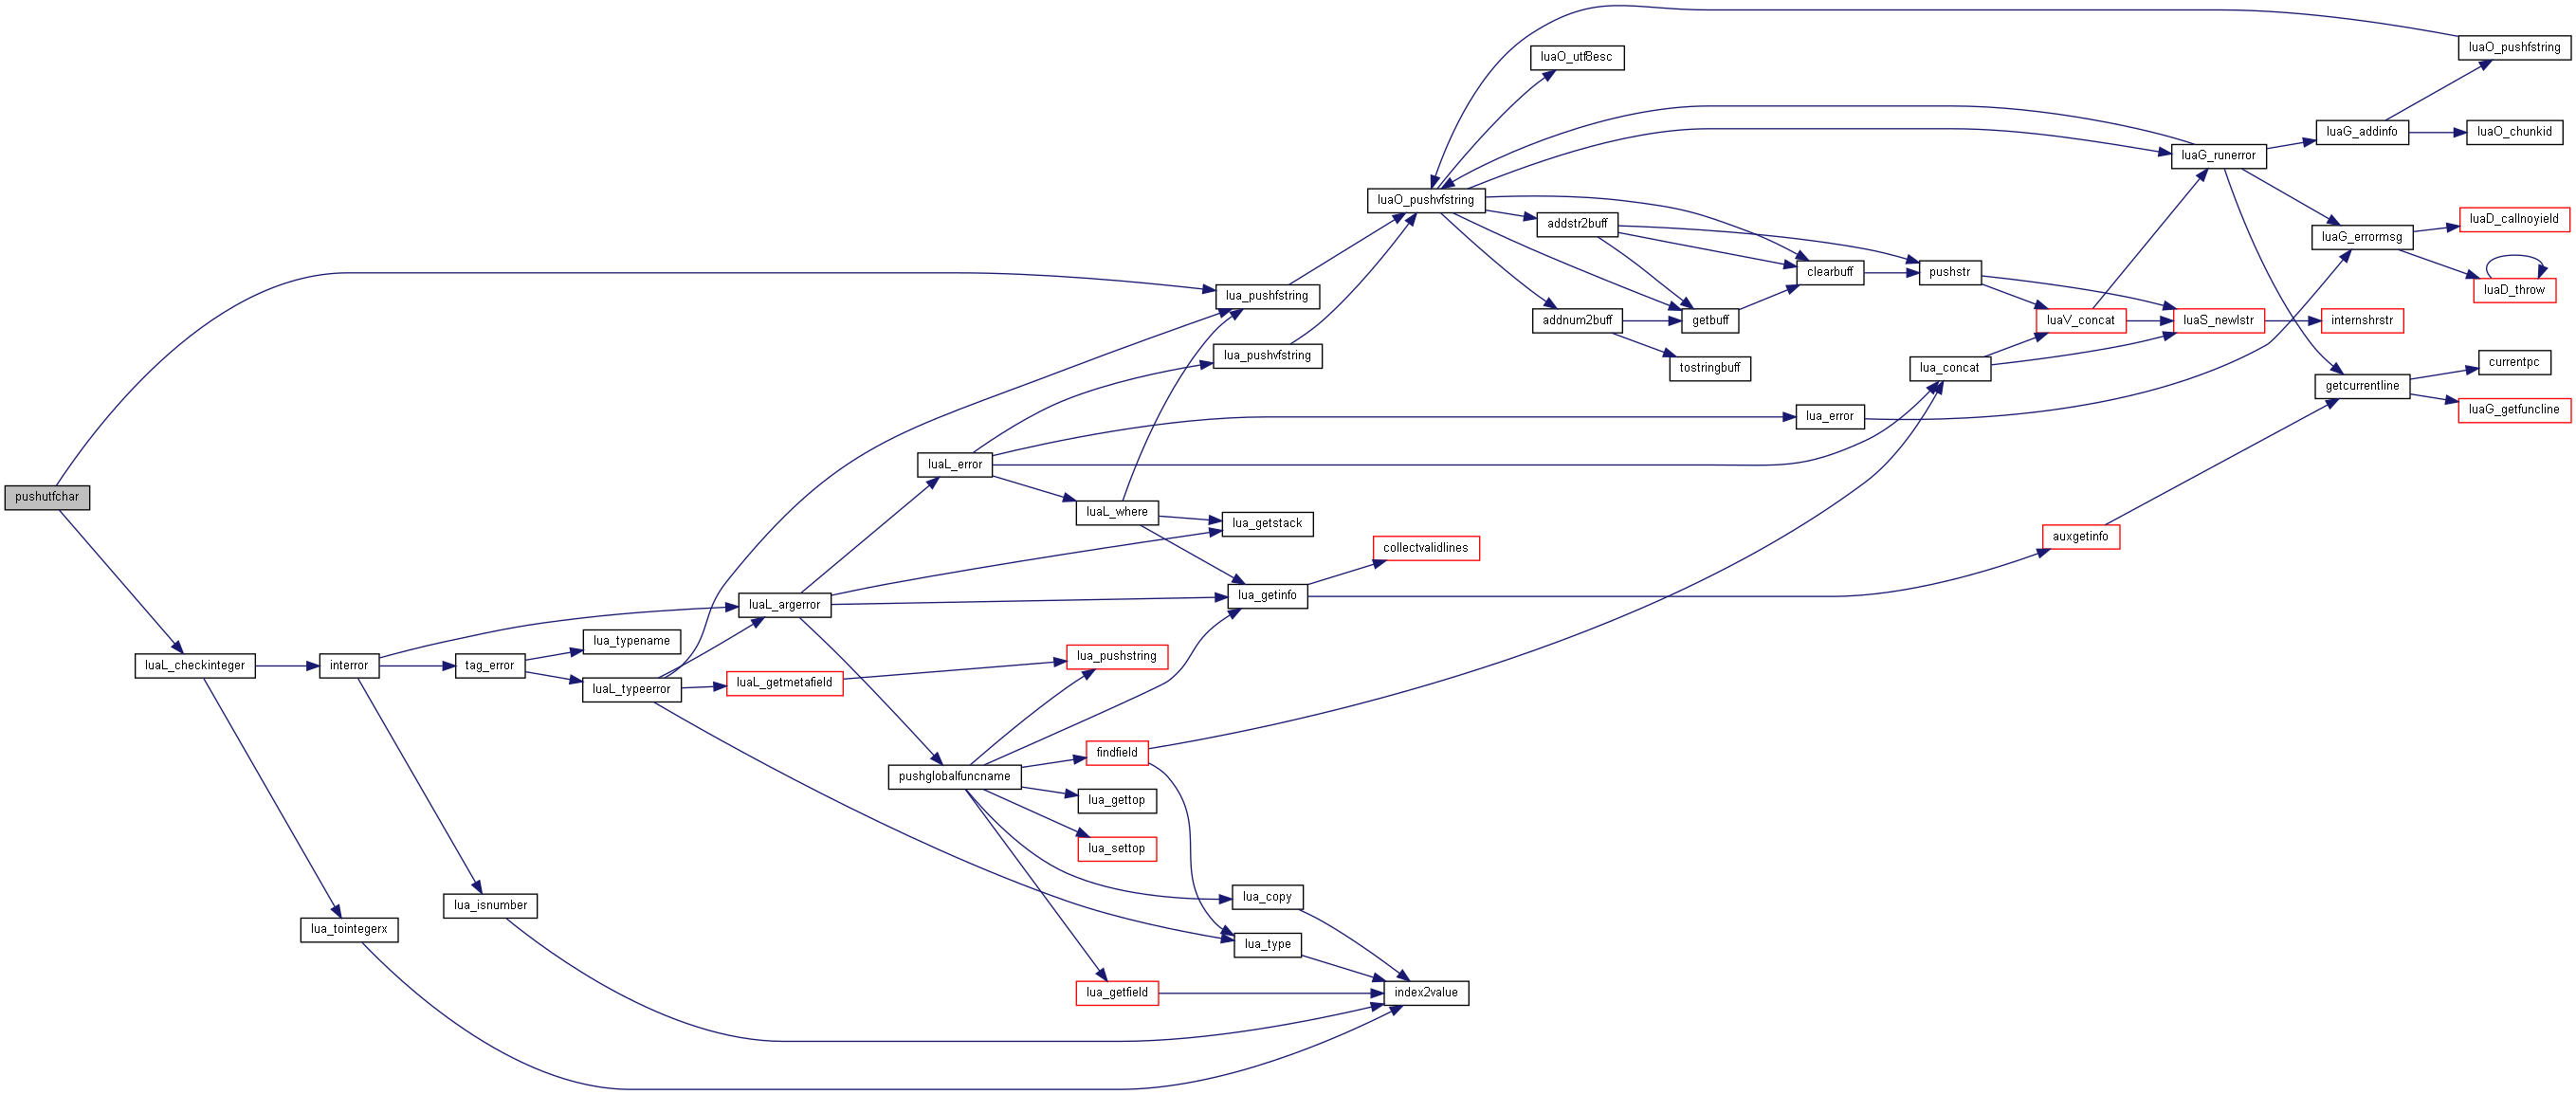 luaO_pushfstring
luaO_utf8esc
luaG_addinfo
luaO_chunkid
luaG_runerror
luaO_pushvfstring
luaD_callnoyield
addstr2buff
luaG_errormsg
clearbuff
pushstr
luaD_throw
lua_pushfstring
addnum2buff
getbuff
luaV_concat
luaS_newlstr
internshrstr
lua_pushvfstring
tostringbuff
lua_concat
currentpc
getcurrentline
luaG_getfuncline
lua_error
luaL_error
pushutfchar
luaL_where
lua_getstack
auxgetinfo
collectvalidlines
luaL_argerror
lua_getinfo
lua_typename
lua_pushstring
luaL_checkinteger
interror
tag_error
luaL_typeerror
luaL_getmetafield
findfield
pushglobalfuncname
lua_gettop
lua_settop
lua_copy
lua_isnumber
lua_tointegerx
lua_type
lua_getfield
index2value